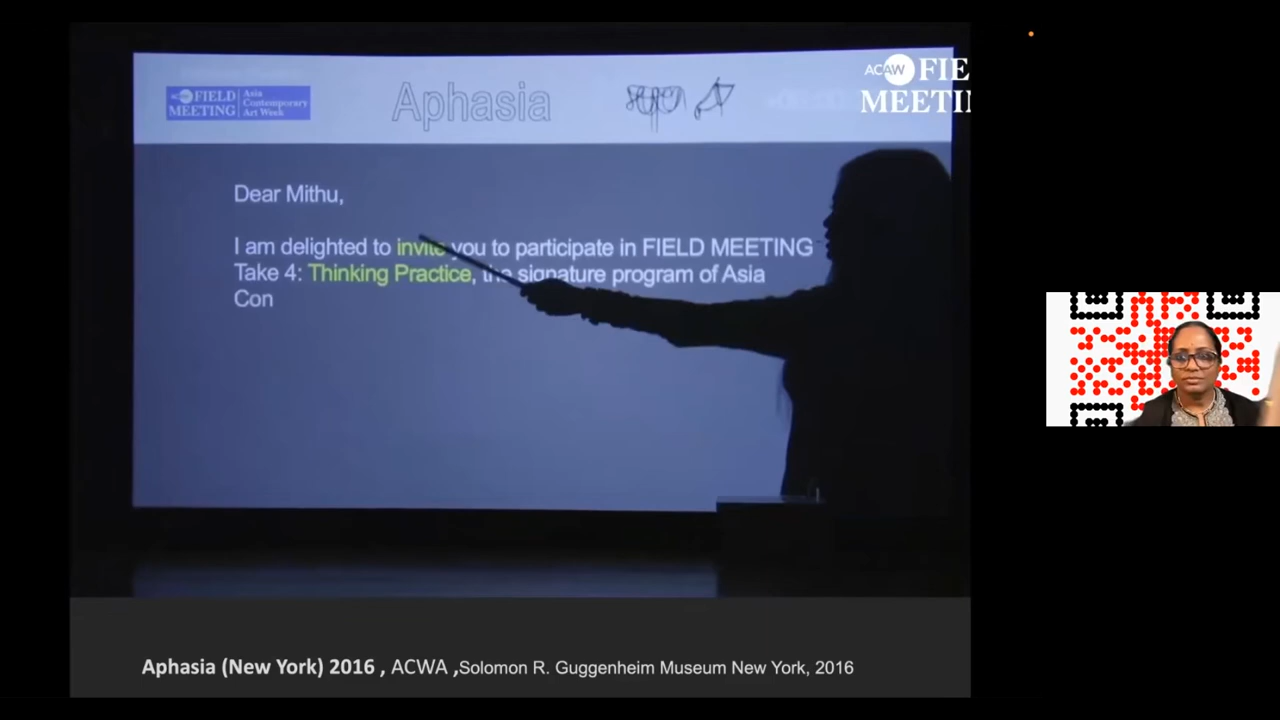 ACAW FIELD MEETING
Asia Contemporary Art Week
Aphasia
ACAW FIE
MEETIN
Dear Mithu,
I am delighted to invite you to participate in FIELD MEETING
Take 4: Thinking Practice, the signature program of Asia
Con
Aphasia (New York) 2016 , ACWA ,Solomon R. Guggenheim Museum New York, 2016